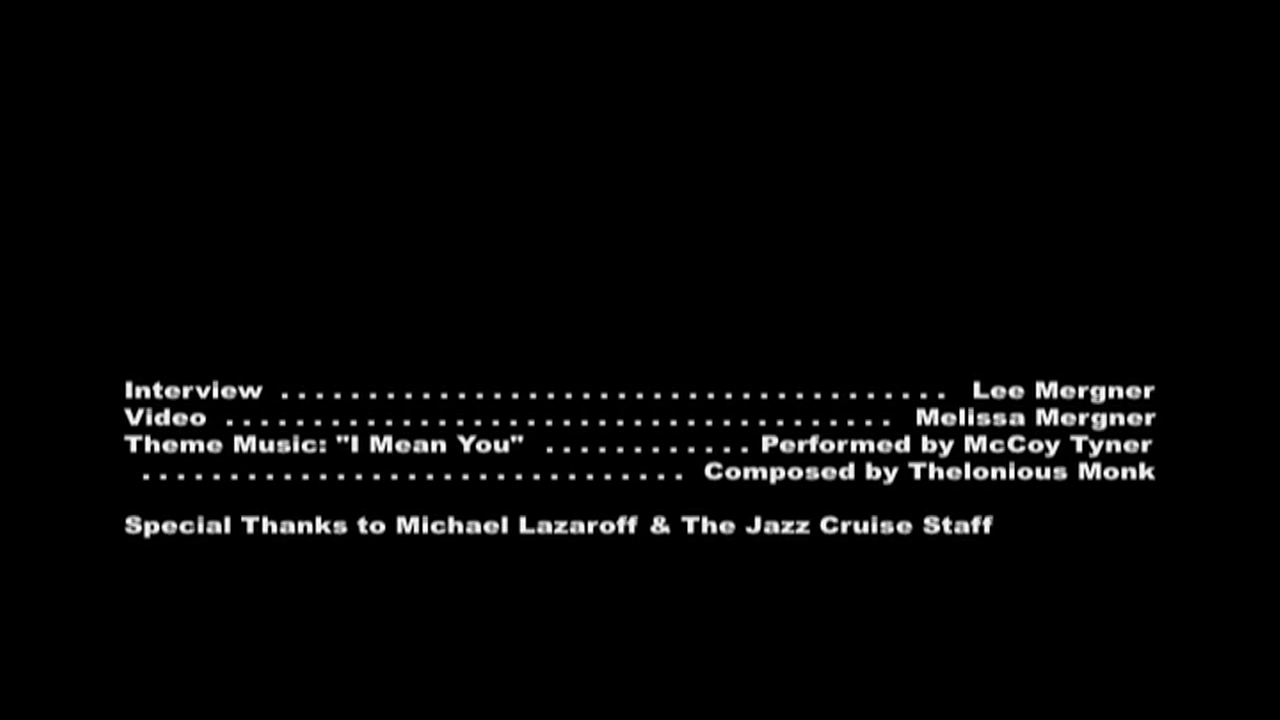 Interview . . . . . . . . . . . . . . . . . . . . . . . . . . . . . . . . . . . . . . Lee Mergner
Video . . . . . . . . . . . . . . . . . . . . . . . . . . . . . . . . . . . . . . Melissa Mergner
Theme Music: "I Mean You" . . . . . . . . . . . . Performed by McCoy Tyner
. . . . . . . . . . . . . . . . . . . . . . . . . . . . . . . Composed by Thelonious Monk
Special Thanks to Michael Lazaroff & The Jazz Cruise Staff